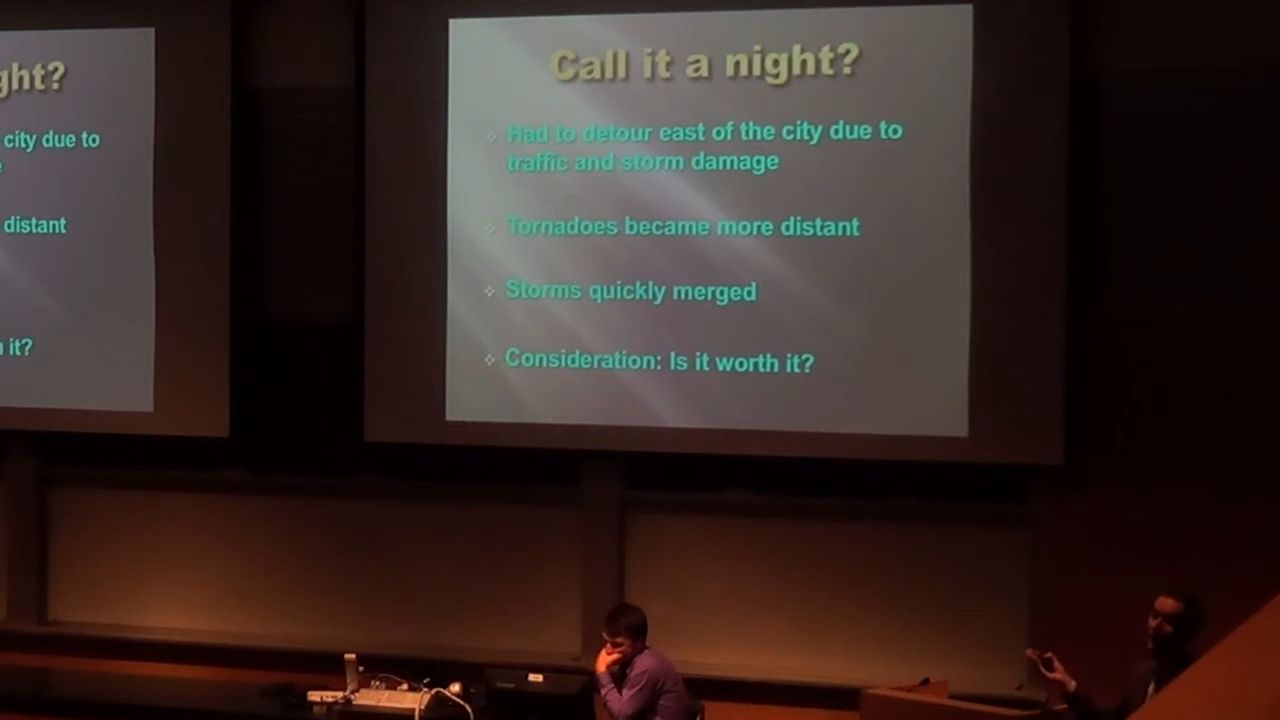 ght?
city due to
distant
it?
Call it a night?
Had to detour east of the city due to
traffic and storm damage
Tornadoes became more distant
Storms quickly merged
Consideration: Is it worth it?